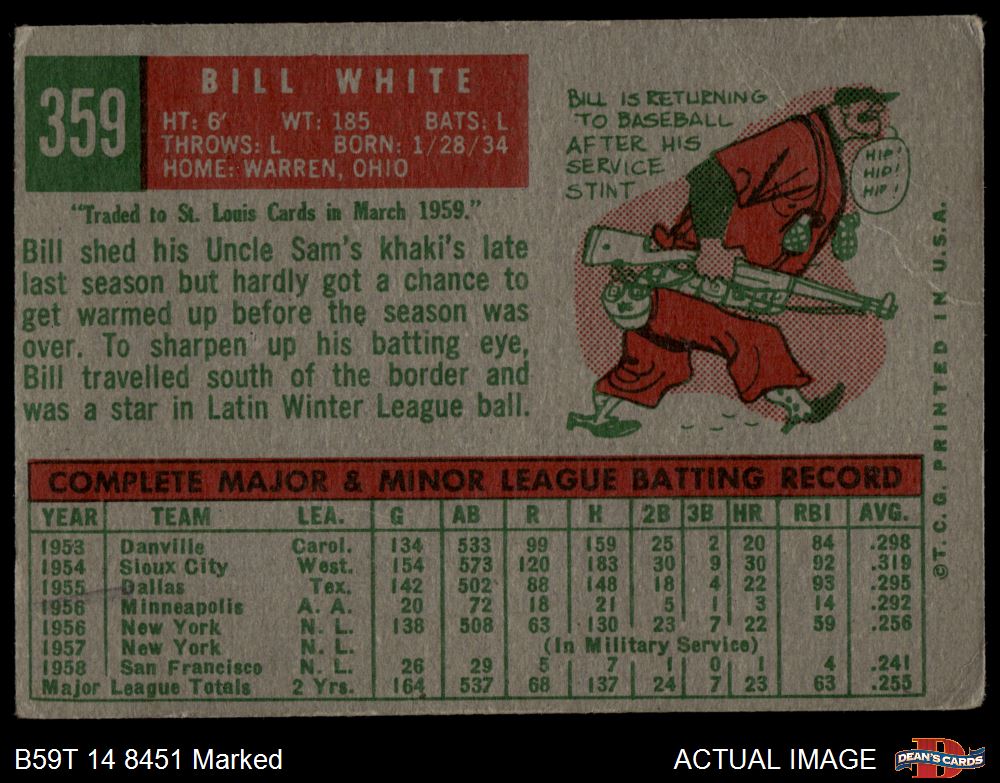 359
BILL WHITE
HT: 6' WT: 185 BATS: L
THROWS: L BORN: 1/28/34
HOME: WARREN, OHIO
"Traded to St. Louis Cards in March 1959."
Bill shed his Uncle Sam's khaki's late
last season but hardly got a chance to
get warmed up before the season was
over. To sharpen up his batting eye,
Bill travelled south of the border and
was a star in Latin Winter League ball.
BILL IS RETURNING
TO BASEBALL
AFTER HIS
SERVICE
STINT
HIP!
HIP!
HIP!
COMPLETE MAJOR & MINOR LEAGUE BATTING RECORD
YEAR TEAM LEA. G AB R H 2B 3B HR RBI AVG.
1953 Danville Carol. 134 533 99 159 25 2 20 84 .298
1954 Sioux City West. 154 573 120 183 30 9 30 92 .319
1955 Dallas Tex. 142 502 88 148 18 4 22 93 .295
1956 Minneapolis A. A. 20 72 18 21 5 1 3 14 .292
1956 New York N. L. 138 508 63 130 23 7 22 59 .256
1957 New York N. L. (In Military Service)
1958 San Francisco N. L. 26 29 5 7 1 0 1 4 .241
Major League Totals 2 Yrs. 164 537 68 137 24 7 23 63 .255
©T. C. G. PRINTED IN U.S.A.
B59T 14 8451 Marked
ACTUAL IMAGE
D
DEAN'S CARDS